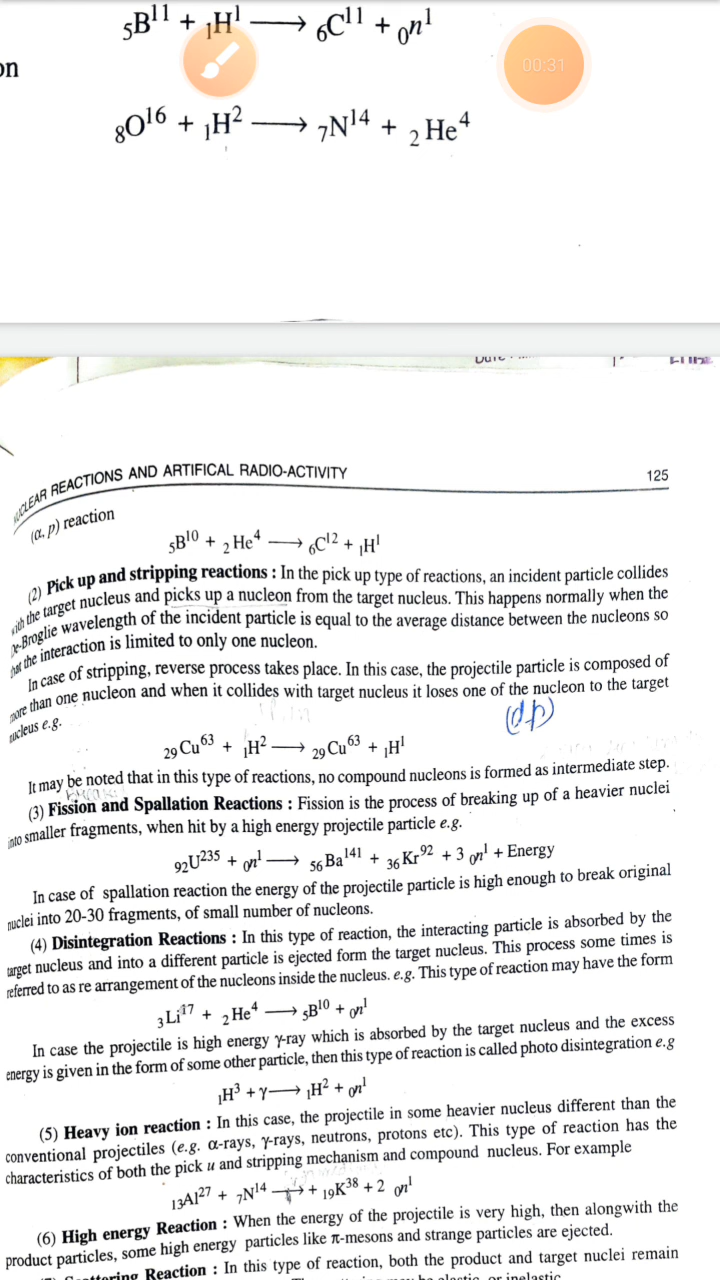 ₅B¹¹ + ₁H¹ ⟶ ₆C¹¹ + ₀n¹
00:31
on
₈O¹⁶ + ₁H² ⟶ ₇N¹⁴ + ₂He⁴
NUCLEAR REACTIONS AND ARTIFICAL RADIO-ACTIVITY 125
(α, p) reaction
₅B¹⁰ + ₂He⁴ ⟶ ₆C¹² + ₁H¹
(2) Pick up and stripping reactions : In the pick up type of reactions, an incident particle collides
with the target nucleus and picks up a nucleon from the target nucleus. This happens normally when the
De-Broglie wavelength of the incident particle is equal to the average distance between the nucleons so
that the interaction is limited to only one nucleon.
In case of stripping, reverse process takes place. In this case, the projectile particle is composed of
more than one nucleon and when it collides with target nucleus it loses one of the nucleon to the target
nucleus e.g.
(d p)
₂₉Cu⁶³ + ₁H² ⟶ ₂₉Cu⁶³ + ₁H¹
It may be noted that in this type of reactions, no compound nucleons is formed as intermediate step.
(3) Fission and Spallation Reactions : Fission is the process of breaking up of a heavier nuclei
into smaller fragments, when hit by a high energy projectile particle e.g.
₉₂U²³⁵ + ₀n¹ ⟶ ₅₆Ba¹⁴¹ + ₃₆Kr⁹² + 3 ₀n¹ + Energy
In case of spallation reaction the energy of the projectile particle is high enough to break original
nuclei into 20-30 fragments, of small number of nucleons.
(4) Disintegration Reactions : In this type of reaction, the interacting particle is absorbed by the
target nucleus and into a different particle is ejected form the target nucleus. This process some times is
referred to as re arrangement of the nucleons inside the nucleus. e.g. This type of reaction may have the form
₃Li¹⁷ + ₂He⁴ ⟶ ₅B¹⁰ + ₀n¹
In case the projectile is high energy γ-ray which is absorbed by the target nucleus and the excess
energy is given in the form of some other particle, then this type of reaction is called photo disintegration e.g
₁H³ + γ ⟶ ₁H² + ₀n¹
(5) Heavy ion reaction : In this case, the projectile in some heavier nucleus different than the
conventional projectiles (e.g. α-rays, γ-rays, neutrons, protons etc). This type of reaction has the
characteristics of both the pick u and stripping mechanism and compound nucleus. For example
₁₃Al²⁷ + ₇N¹⁴ ⟶ + ₁₉K³⁸ + 2 ₀n¹
(6) High energy Reaction : When the energy of the projectile is very high, then alongwith the
product particles, some high energy particles like π-mesons and strange particles are ejected.
Reaction : In this type of reaction, both the product and target nuclei remain